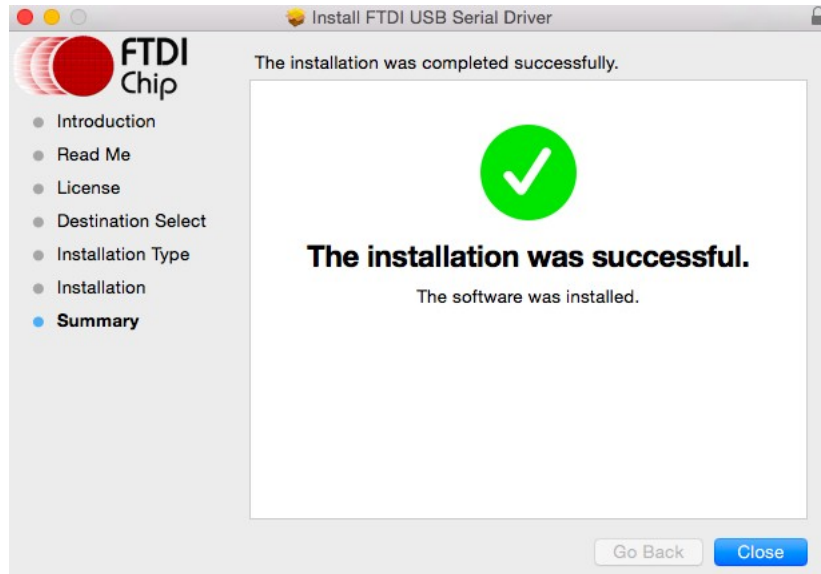 Install FTDI USB Serial Driver
FTDI
Chip
The installation was completed successfully.
Introduction
Read Me
License
Destination Select
Installation Type
Installation
Summary
The installation was successful.
The software was installed.
Go Back
Close